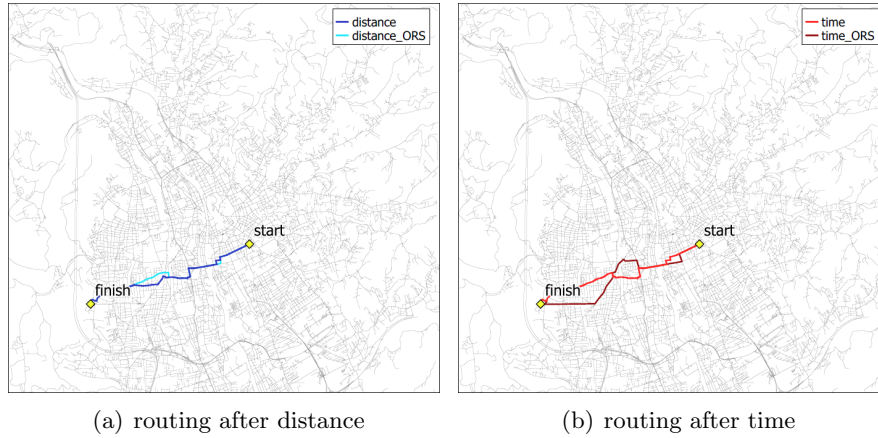 distance
distance_ORS
start
finish
(a) routing after distance
time
time_ORS
start
finish
(b) routing after time